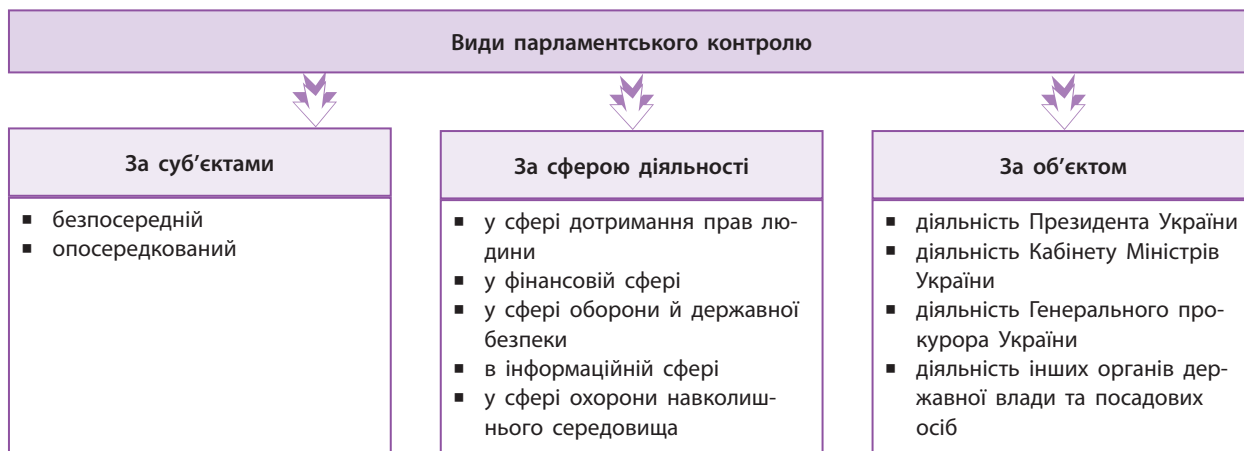 Види парламентського контролю
За суб’єктами
▪ безпосередній
▪ опосередкований
За сферою діяльності
▪ у сфері дотримання прав лю-
дини
▪ у фінансовій сфері
▪ у сфері оборони й державної
безпеки
▪ в інформаційній сфері
▪ у сфері охорони навколиш-
нього середовища
За об’єктом
▪ діяльність Президента України
▪ діяльність Кабінету Міністрів
України
▪ діяльність Генерального про-
курора України
▪ діяльність інших органів дер-
жавної влади та посадових
осіб